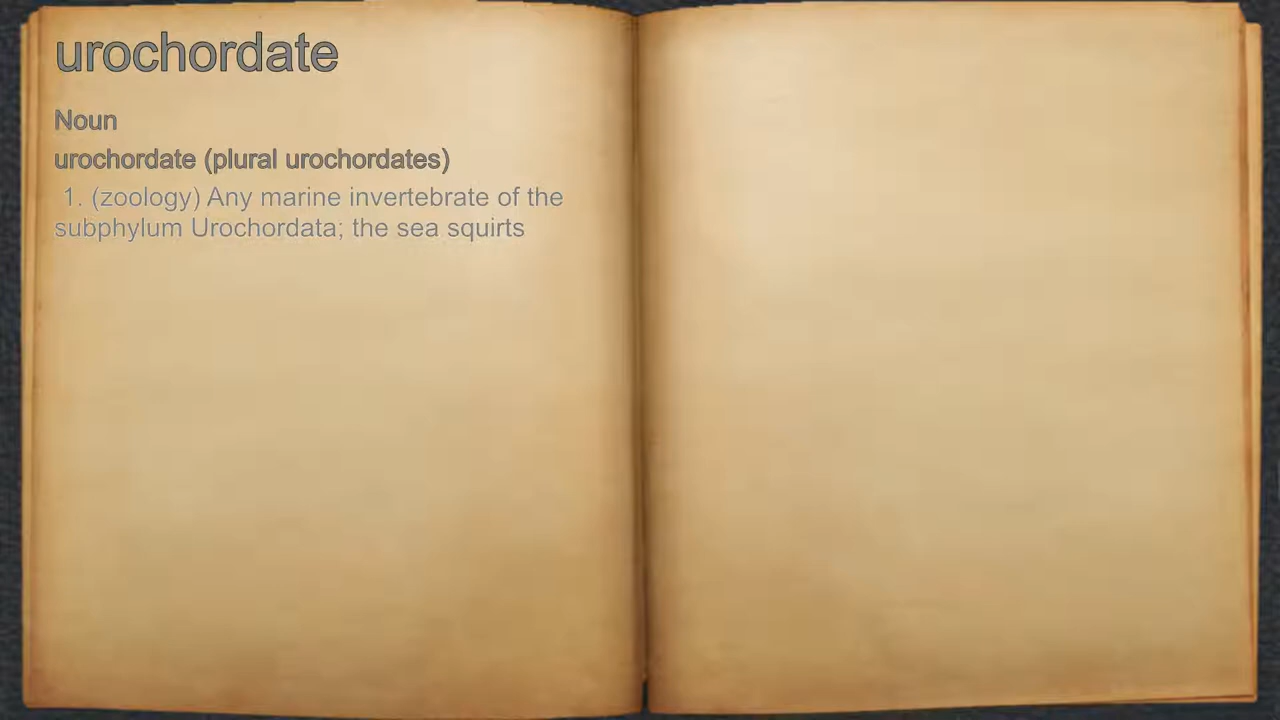 urochordate
Noun
urochordate (plural urochordates)
1. (zoology) Any marine invertebrate of the
subphylum Urochordata; the sea squirts